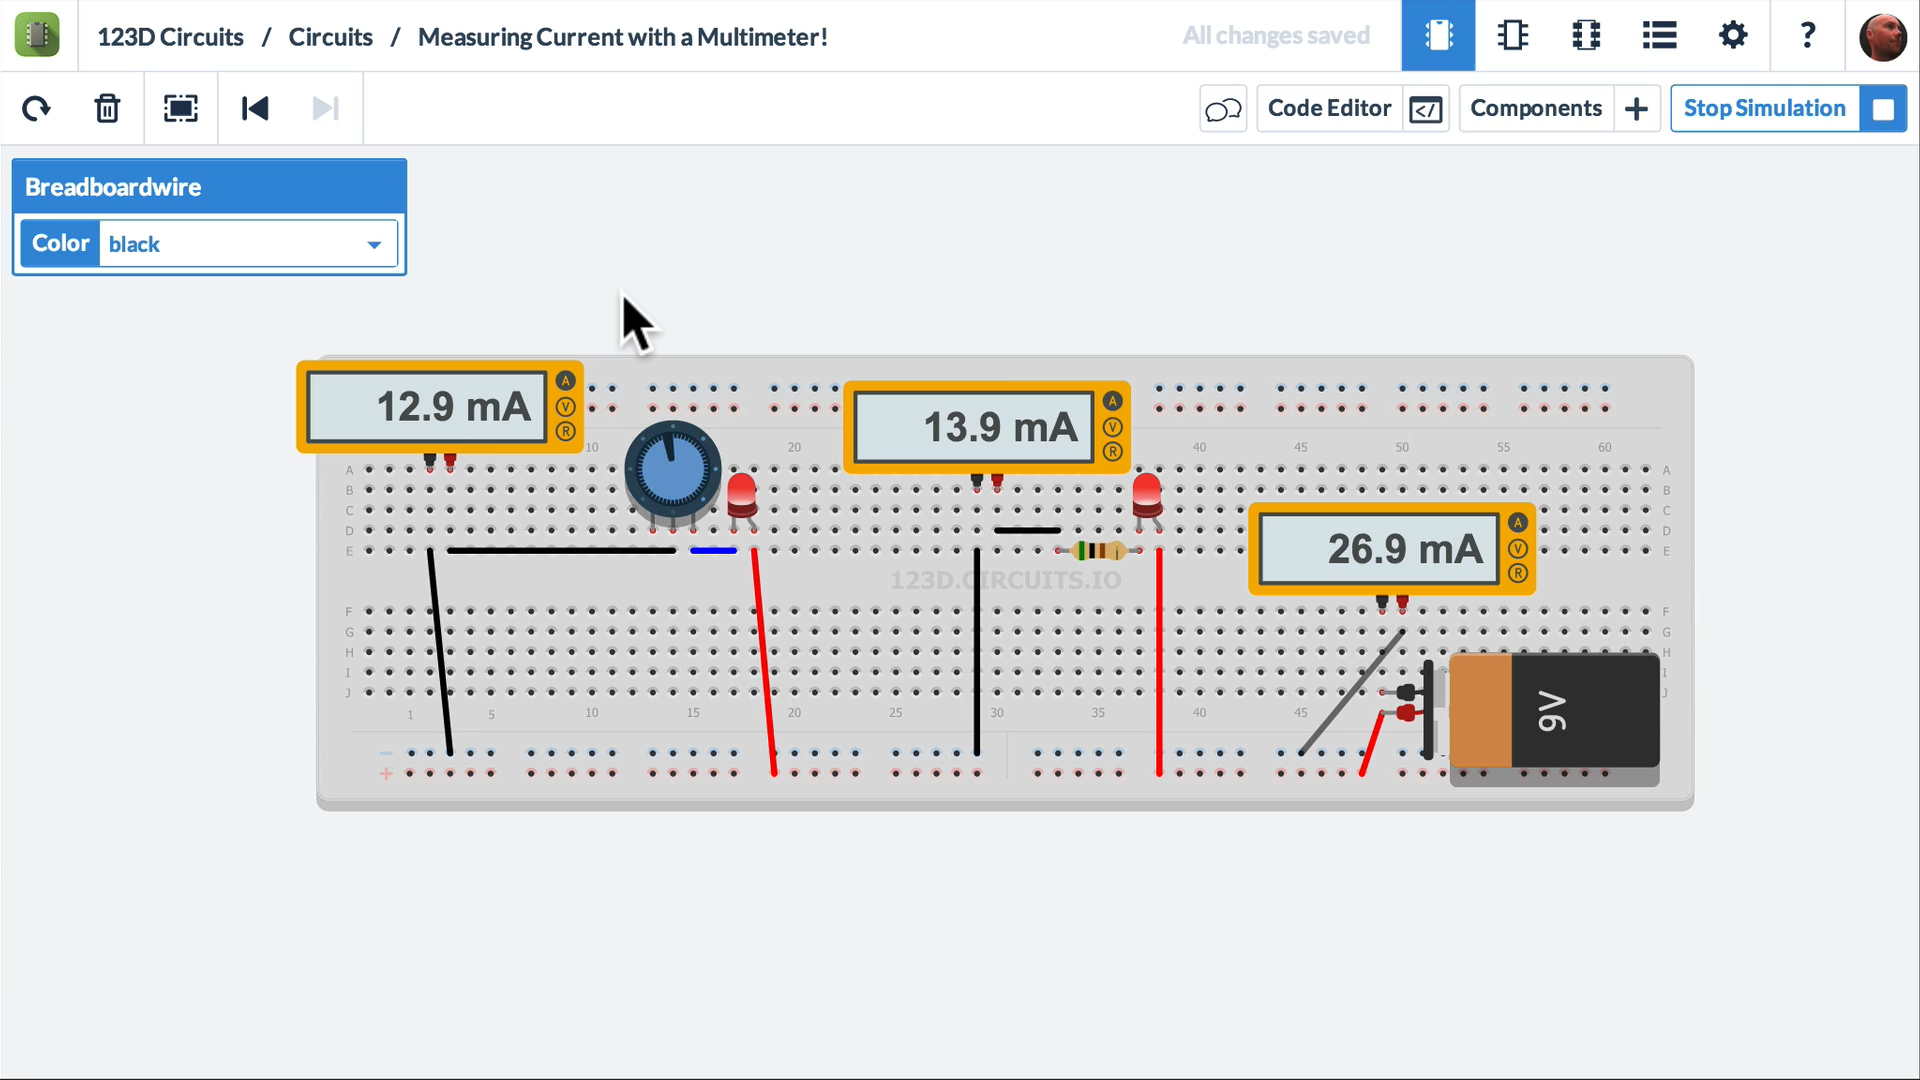 123D Circuits / Circuits / Measuring Current with a Multimeter!
All changes saved
?
Code Editor </>
Components +
Stop Simulation
Breadboardwire
Color black
12.9 mA
A
V
R
13.9 mA
A
V
R
26.9 mA
A
V
R
10 15 20 40 45 50 55 60
A A
B B
C C
D D
E E
123D.CIRCUITS.IO
F F
G G
H H
I I
J J
9V
1 5 10 15 20 25 30 35 40 45
−
+